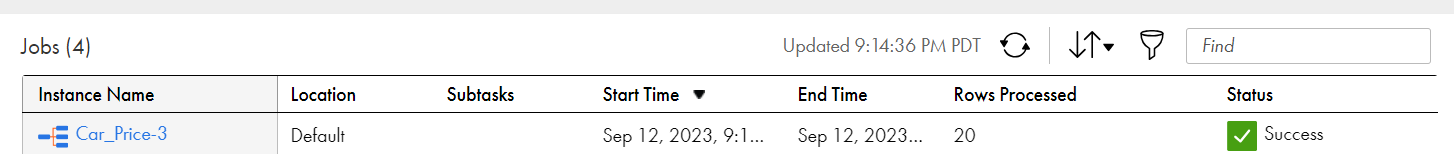 Jobs (4)
Updated 9:14:36 PM PDT
Find
Instance Name Location Subtasks Start Time End Time Rows Processed Status
Car_Price-3 Default Sep 12, 2023, 9:1... Sep 12, 2023... 20 Success